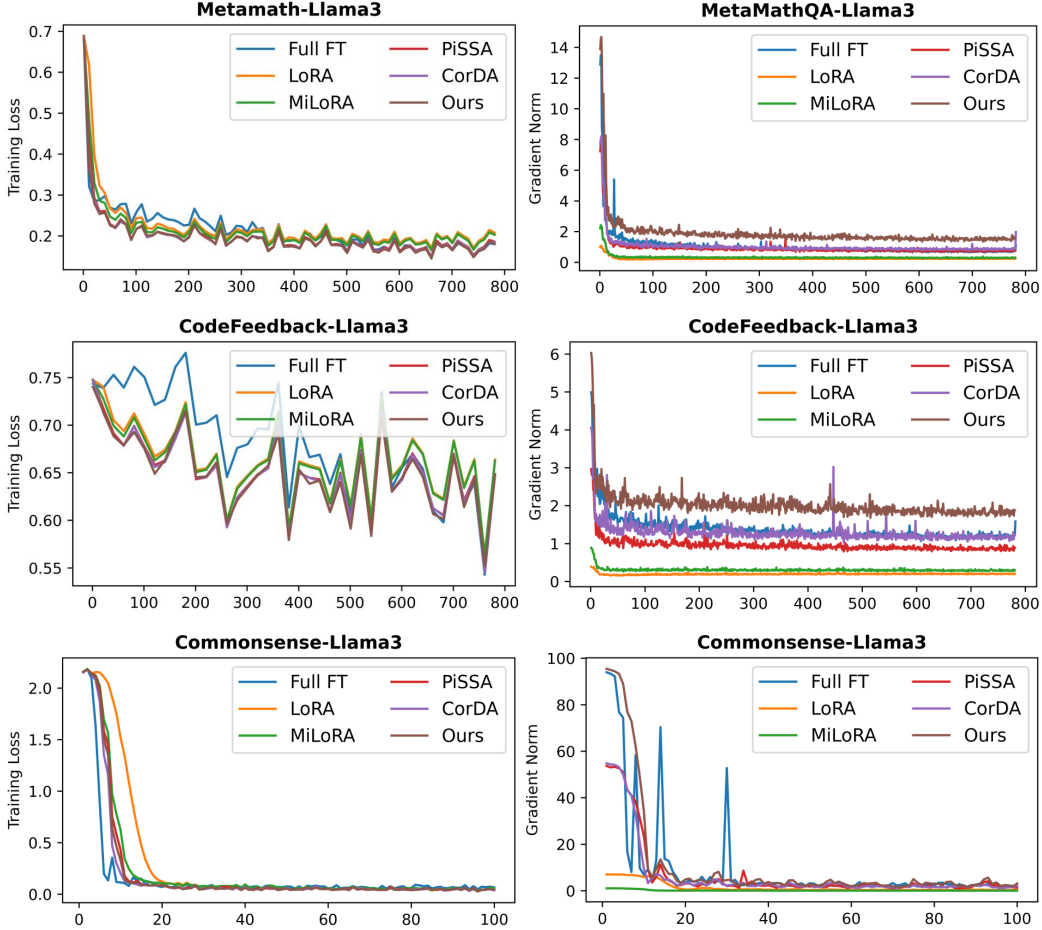 Metamath-Llama3
Training Loss
0.7
0.6
0.5
0.4
0.3
0.2
Full FT
LoRA
MiLoRA
PiSSA
CorDA
Ours
0 100 200 300 400 500 600 700 800
MetaMathQA-Llama3
Gradient Norm
14
12
10
8
6
4
2
0
Full FT
LoRA
MiLoRA
PiSSA
CorDA
Ours
0 100 200 300 400 500 600 700 800
CodeFeedback-Llama3
Training Loss
0.75
0.70
0.65
0.60
0.55
Full FT
LoRA
MiLoRA
PiSSA
CorDA
Ours
0 100 200 300 400 500 600 700 800
CodeFeedback-Llama3
Gradient Norm
6
5
4
3
2
1
0
Full FT
LoRA
MiLoRA
PiSSA
CorDA
Ours
0 100 200 300 400 500 600 700 800
Commonsense-Llama3
Training Loss
2.0
1.5
1.0
0.5
0.0
Full FT
LoRA
MiLoRA
PiSSA
CorDA
Ours
0 20 40 60 80 100
Commonsense-Llama3
Gradient Norm
100
80
60
40
20
0
Full FT
LoRA
MiLoRA
PiSSA
CorDA
Ours
0 20 40 60 80 100